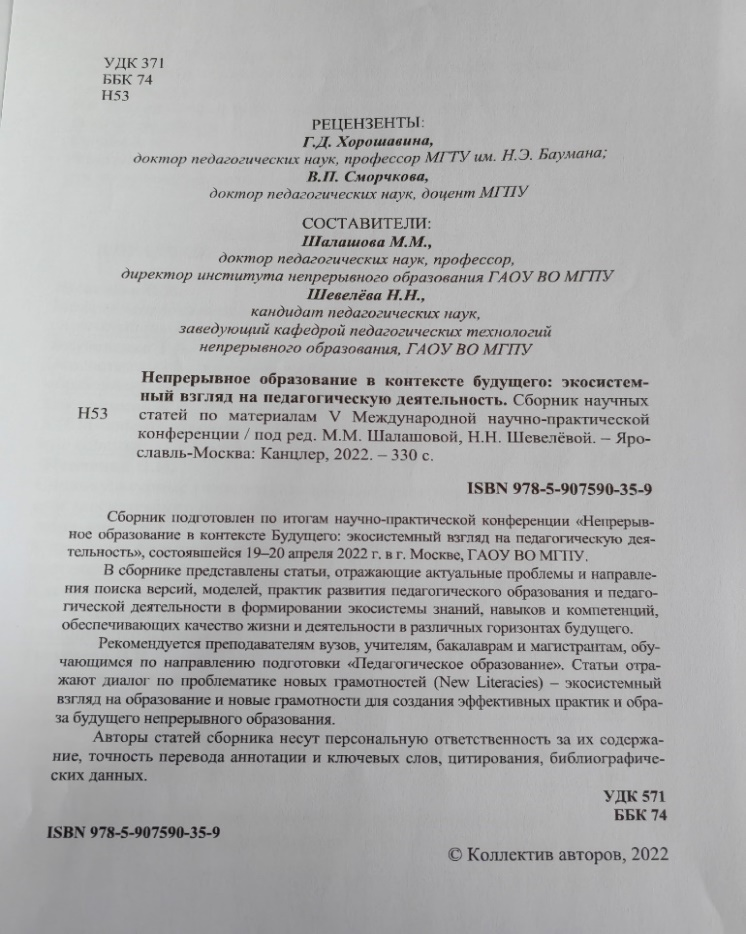 УДК 371
ББК 74
Н53
РЕЦЕНЗЕНТЫ:
Г.Д. Хорошавина,
доктор педагогических наук, профессор МГТУ им. Н.Э. Баумана;
В.П. Сморчкова,
доктор педагогических наук, доцент МГПУ
СОСТАВИТЕЛИ:
Шалашова М.М.,
доктор педагогических наук, профессор,
директор института непрерывного образования ГАОУ ВО МГПУ
Шевелёва Н.Н.,
кандидат педагогических наук,
заведующий кафедрой педагогических технологий
непрерывного образования, ГАОУ ВО МГПУ
Непрерывное образование в контексте будущего: экосистем-
ный взгляд на педагогическую деятельность. Сборник научных
Н53 статей по материалам V Международной научно-практической
конференции / под ред. М.М. Шалашовой, Н.Н. Шевелёвой. – Яро-
славль-Москва: Канцлер, 2022. – 330 с.
ISBN 978-5-907590-35-9
Сборник подготовлен по итогам научно-практической конференции «Непрерыв-
ное образование в контексте Будущего: экосистемный взгляд на педагогическую дея-
тельность», состоявшейся 19–20 апреля 2022 г. в г. Москве, ГАОУ ВО МГПУ.
В сборнике представлены статьи, отражающие актуальные проблемы и направле-
ния поиска версий, моделей, практик развития педагогического образования и педаго-
гической деятельности в формировании экосистемы знаний, навыков и компетенций,
обеспечивающих качество жизни и деятельности в различных горизонтах будущего.
Рекомендуется преподавателям вузов, учителям, бакалаврам и магистрантам, обу-
чающимся по направлению подготовки «Педагогическое образование». Статьи отра-
жают диалог по проблематике новых грамотностей (New Literacies) – экосистемный
взгляд на образование и новые грамотности для создания эффективных практик и обра-
за будущего непрерывного образования.
Авторы статей сборника несут персональную ответственность за их содержа-
ние, точность перевода аннотации и ключевых слов, цитирования, библиографиче-
ских данных.
УДК 571
ББК 74
ISBN 978-5-907590-35-9
© Коллектив авторов, 2022